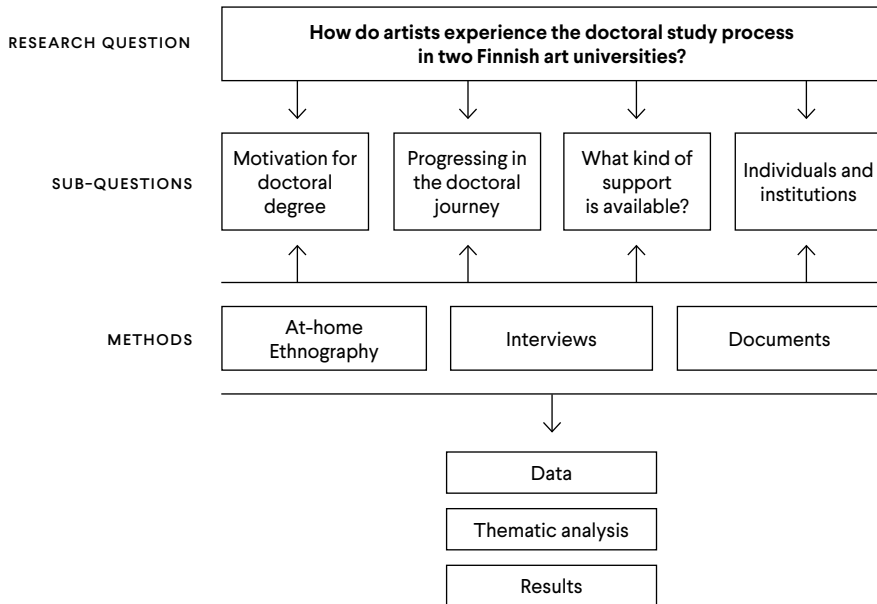 RESEARCH QUESTION
How do artists experience the doctoral study process
in two Finnish art universities?
SUB-QUESTIONS
Motivation for
doctoral
degree
Progressing in
the doctoral
journey
What kind of
support
is available?
Individuals and
institutions
METHODS
At-home
Ethnography
Interviews
Documents
Data
Thematic analysis
Results